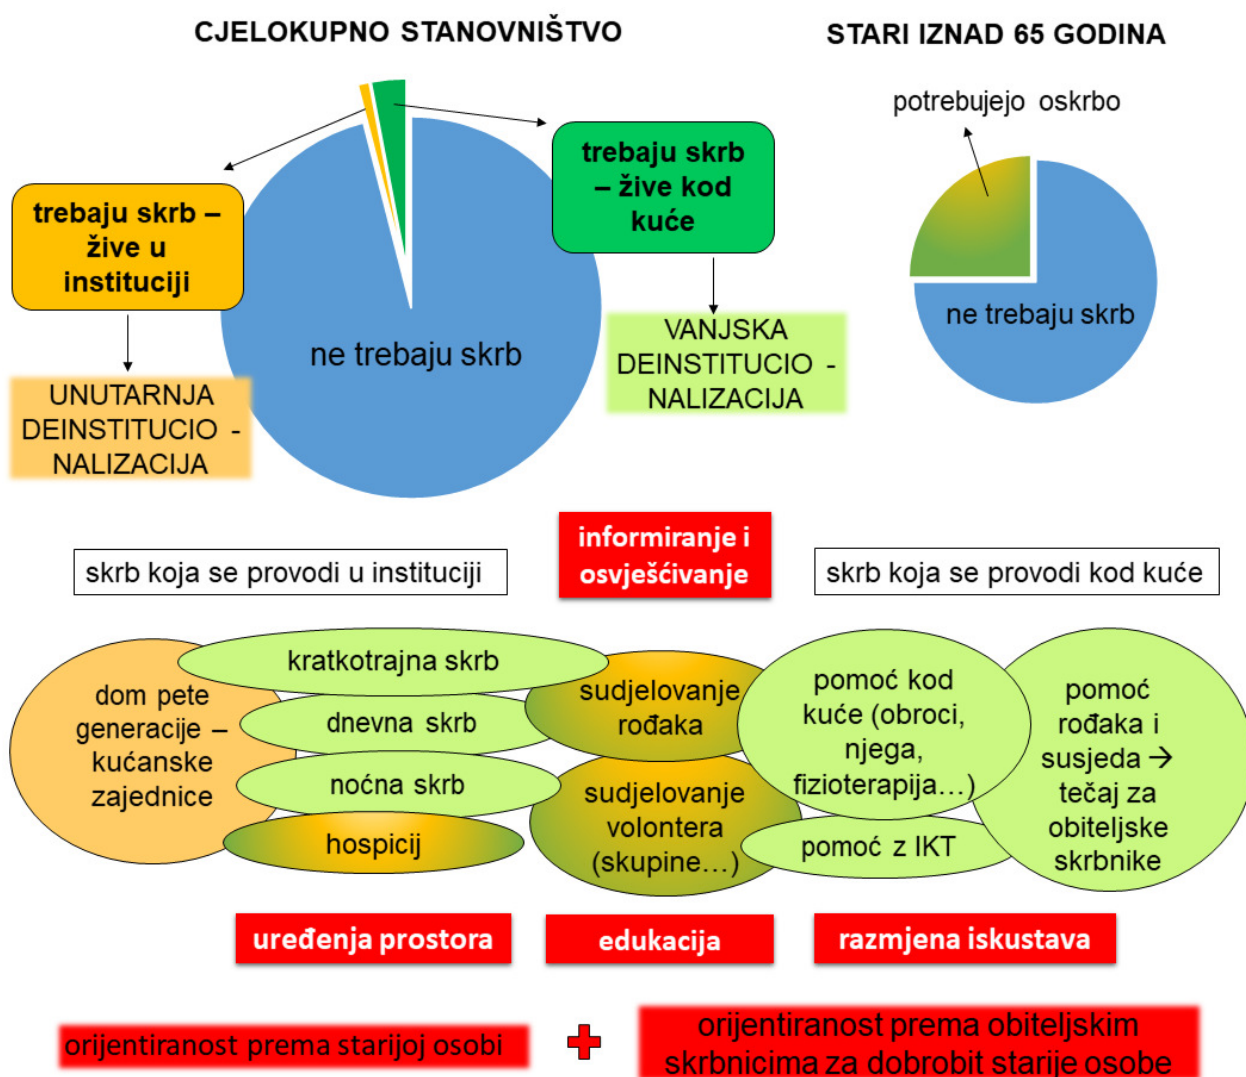 CJELOKUPNO STANOVNIŠTVO
STARI IZNAD 65 GODINA
potrebujejo oskrbo
trebaju skrb
– žive kod
kuće
trebaju skrb –
žive u
instituciji
ne trebaju skrb
ne trebaju skrb
VANJSKA
DEINSTITUCIO -
NALIZACIJA
UNUTARNJA
DEINSTITUCIO -
NALIZACIJA
informiranje i
osvješćivanje
skrb koja se provodi u instituciji
skrb koja se provodi kod kuće
dom pete
generacije –
kućanske
zajednice
kratkotrajna skrb
dnevna skrb
noćna skrb
hospicij
sudjelovanje
rođaka
sudjelovanje
volontera
(skupine…)
pomoć kod
kuće (obroci,
njega,
fizioterapija…)
pomoć z IKT
pomoć
rođaka i
susjeda →
tečaj za
obiteljske
skrbnike
uređenja prostora
edukacija
razmjena iskustava
orijentiranost prema starijoj osobi
orijentiranost prema obiteljskim
skrbnicima za dobrobit starije osobe